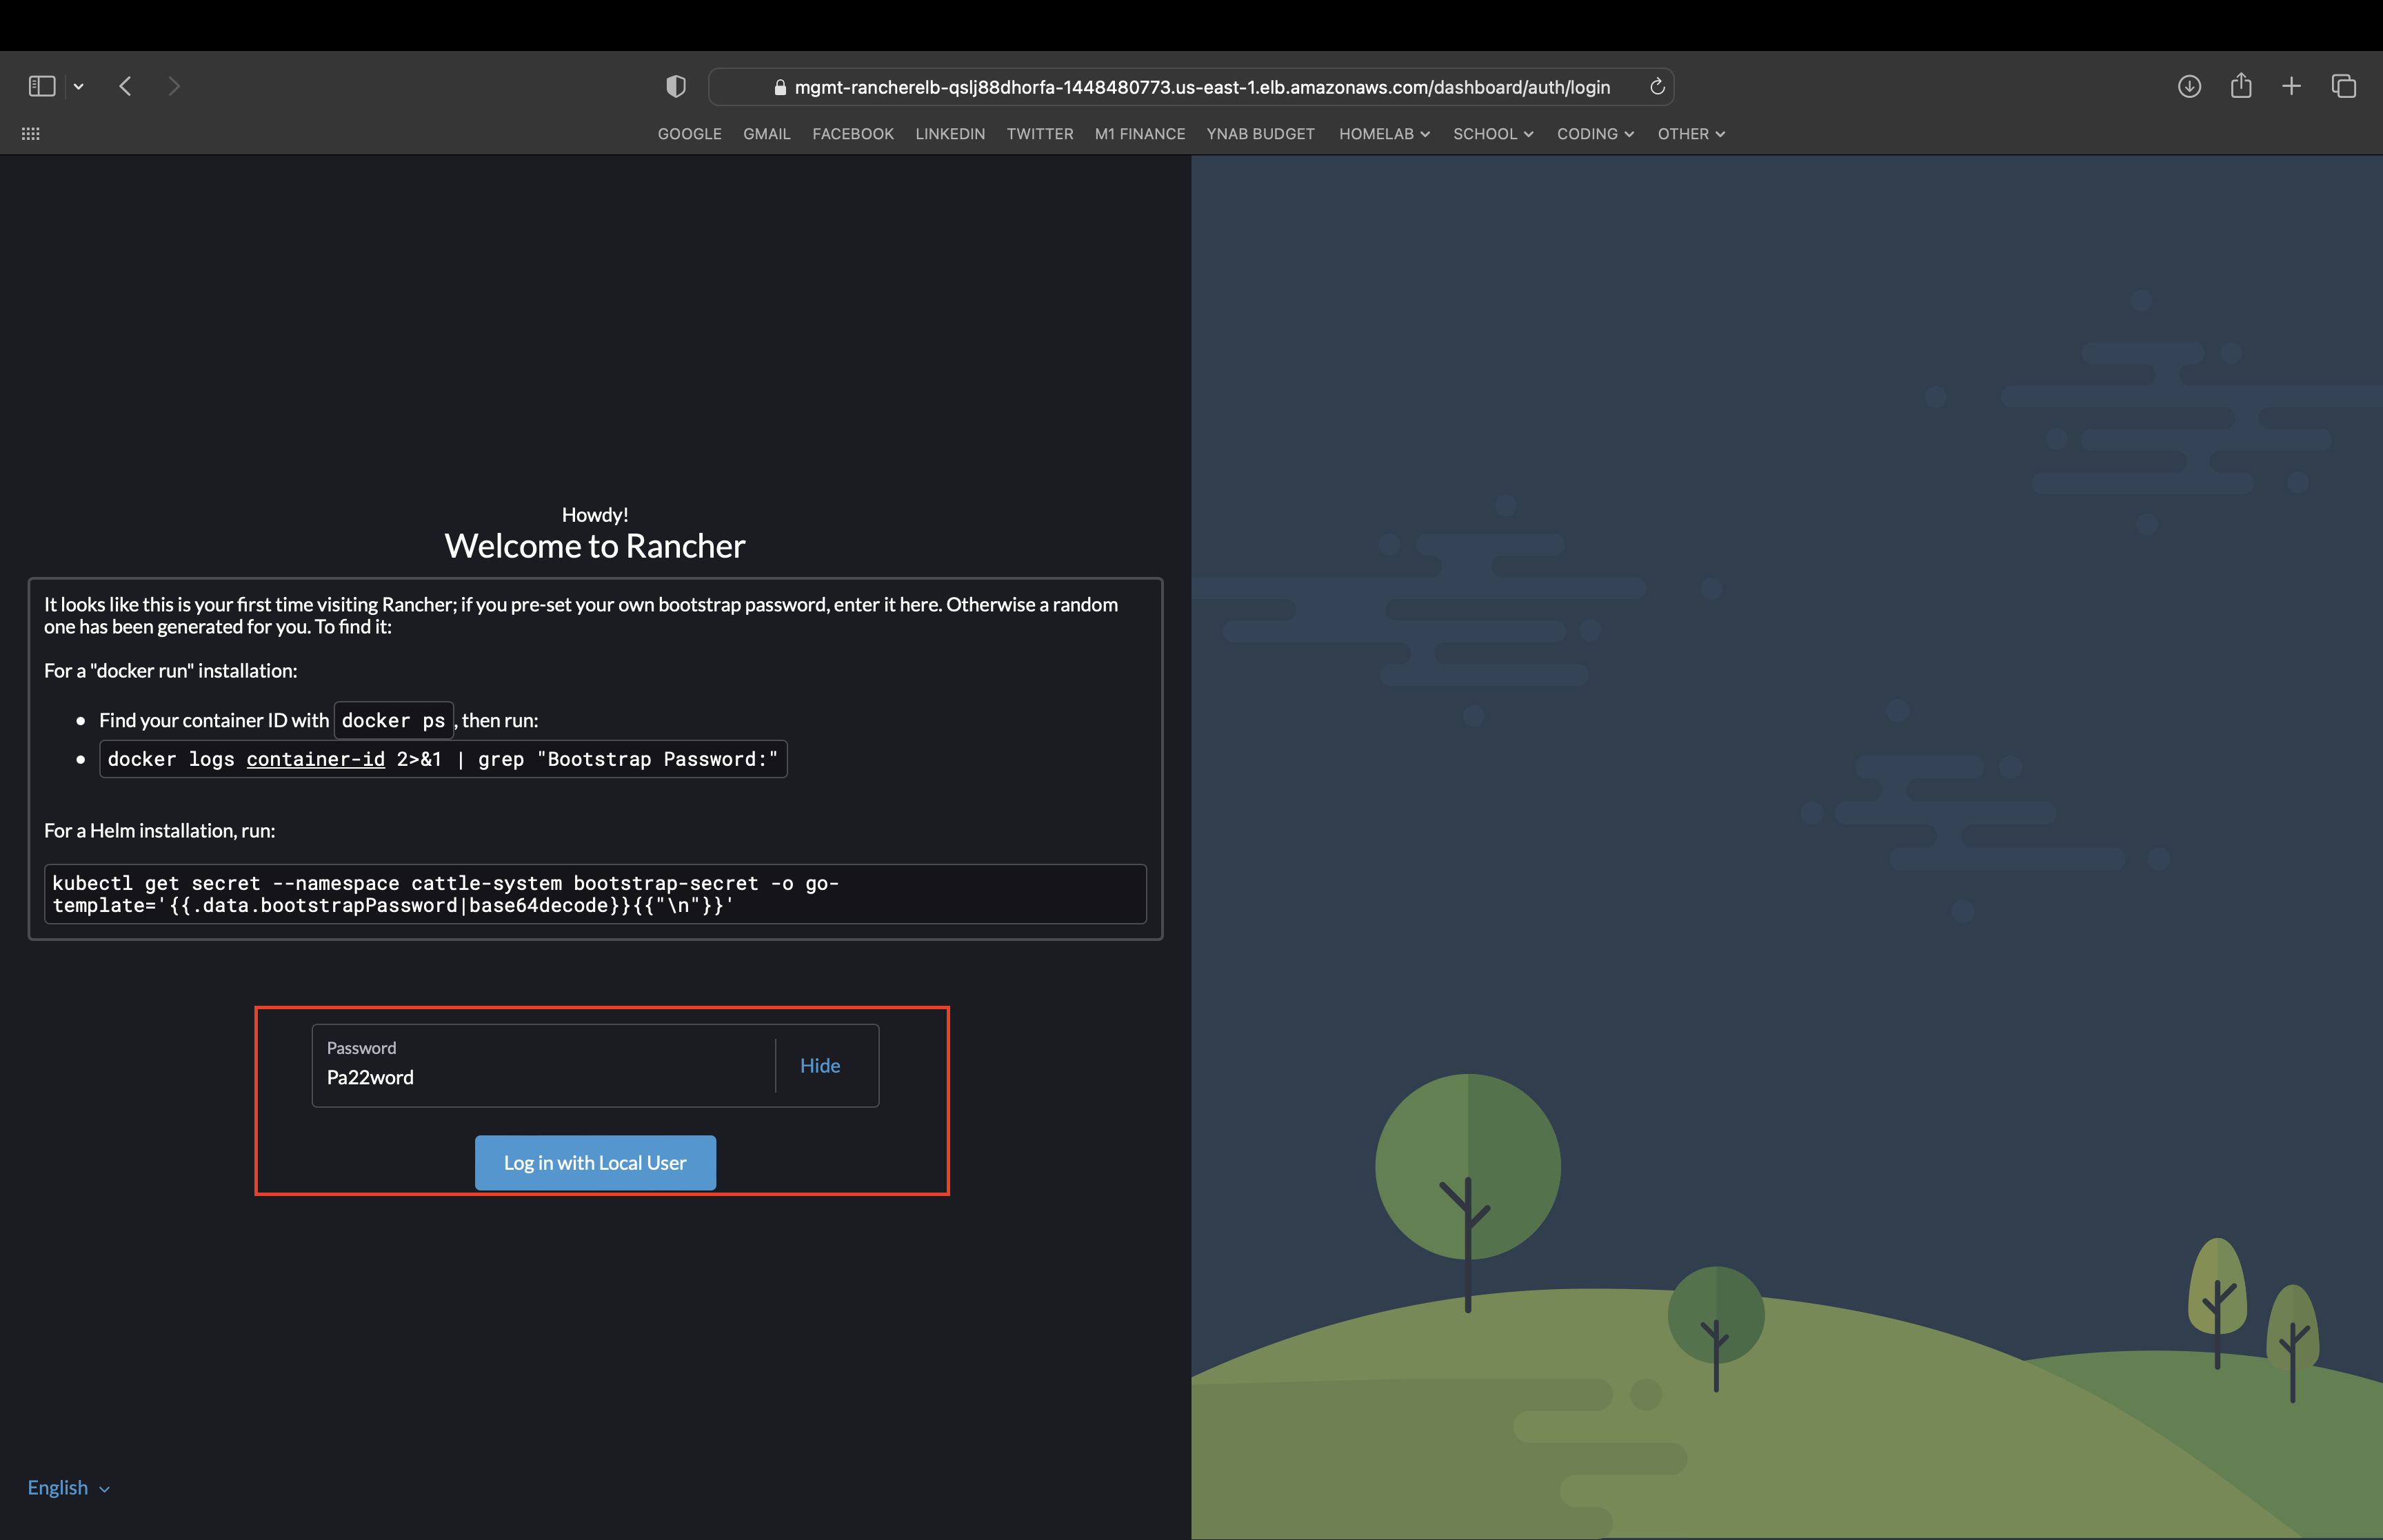 mgmt-rancherelb-qslj88dhorfa-1448480773.us-east-1.elb.amazonaws.com/dashboard/auth/login
GOOGLE GMAIL FACEBOOK LINKEDIN TWITTER M1 FINANCE YNAB BUDGET HOMELAB SCHOOL CODING OTHER
Howdy!
Welcome to Rancher
It looks like this is your first time visiting Rancher; if you pre-set your own bootstrap password, enter it here. Otherwise a random
one has been generated for you. To find it:
For a "docker run" installation:
• Find your container ID with docker ps, then run:
• docker logs container-id 2>&1 | grep "Bootstrap Password:"
For a Helm installation, run:
kubectl get secret --namespace cattle-system bootstrap-secret -o go-
template='{{.data.bootstrapPassword|base64decode}}{{"\n"}}'
Password
Pa22word
Hide
Log in with Local User
English